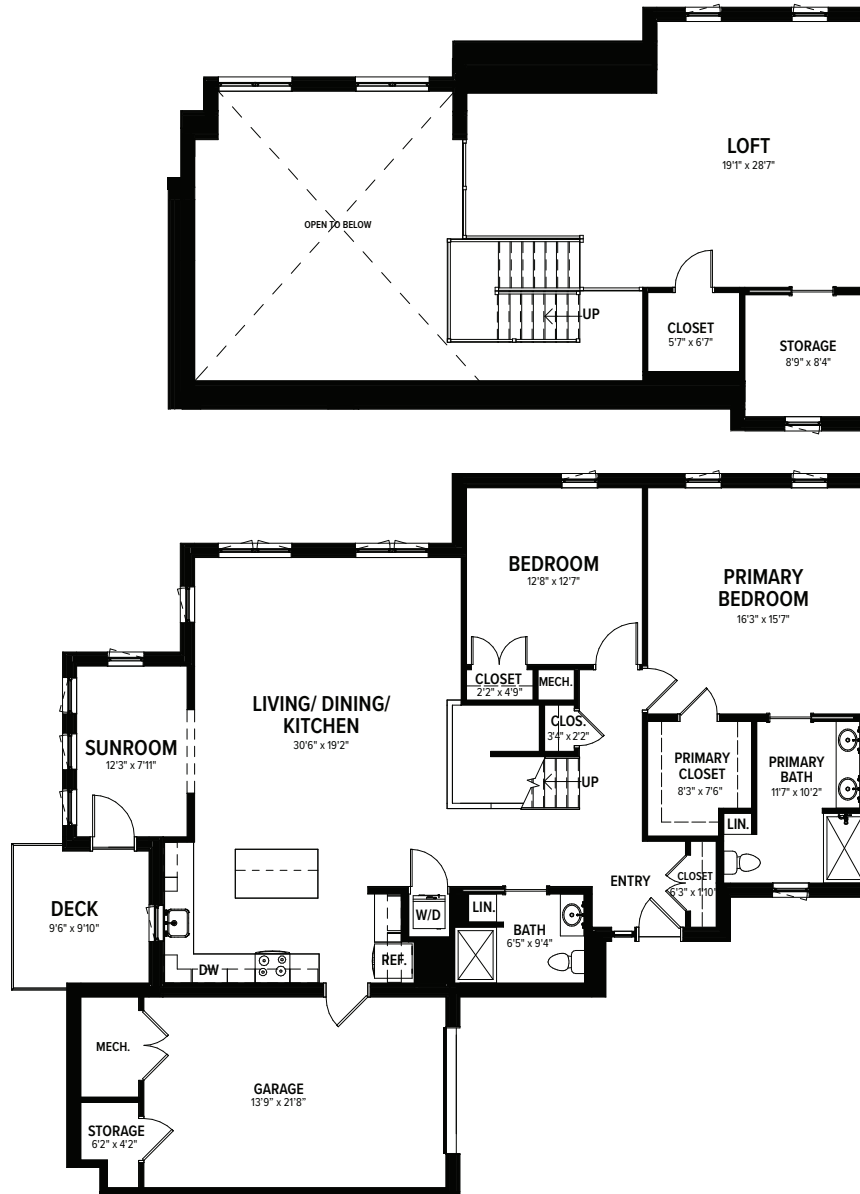 LOFT
19'1" x 28'7"
OPEN TO BELOW
UP
CLOSET
5'7" x 6'7"
STORAGE
8'9" x 8'4"
BEDROOM
12'8" x 12'7"
PRIMARY
BEDROOM
16'3" x 15'7"
CLOSET
2'2" x 4'9"
MECH.
LIVING/ DINING/
KITCHEN
30'6" x 19'2"
CLOS.
3'4" x 2'2"
SUNROOM
12'3" x 7'11"
PRIMARY
CLOSET
8'3" x 7'6"
PRIMARY
BATH
11'7" x 10'2"
UP
LIN.
ENTRY
CLOSET
6'3" x 1'10"
DECK
9'6" x 9'10"
W/D
LIN.
BATH
6'5" x 9'4"
REF.
DW
MECH.
GARAGE
13'9" x 21'8"
STORAGE
6'2" x 4'2"